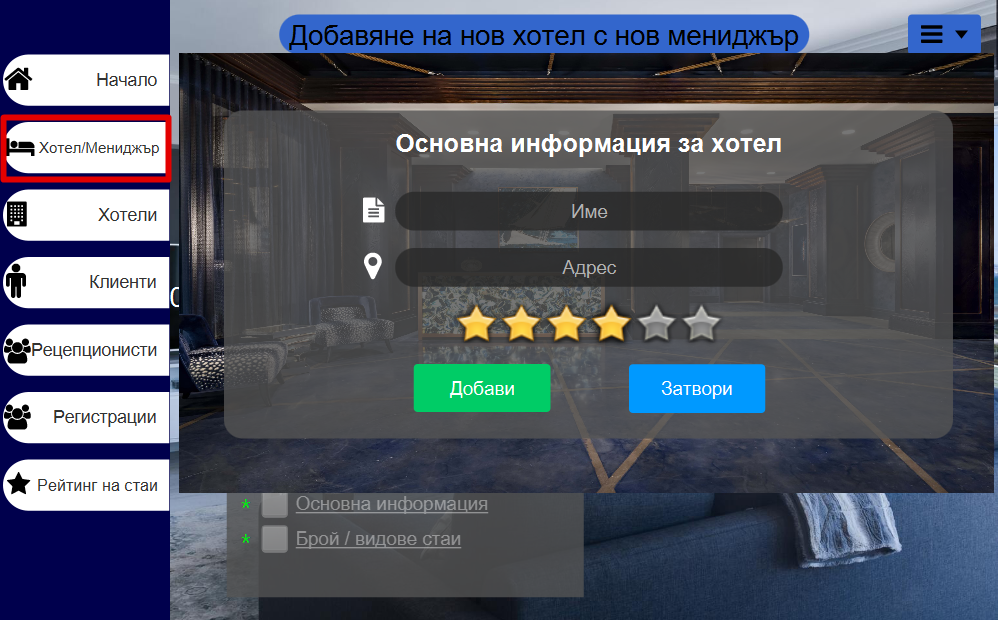 Добавяне на нов хотел с нов мениджър
Начало
Хотел/Мениджър
Хотели
Клиенти
Рецепционисти
Регистрации
Рейтинг на стаи
Основна информация за хотел
Име
Адрес
Добави
Затвори
* Основна информация
* Брой / видове стаи